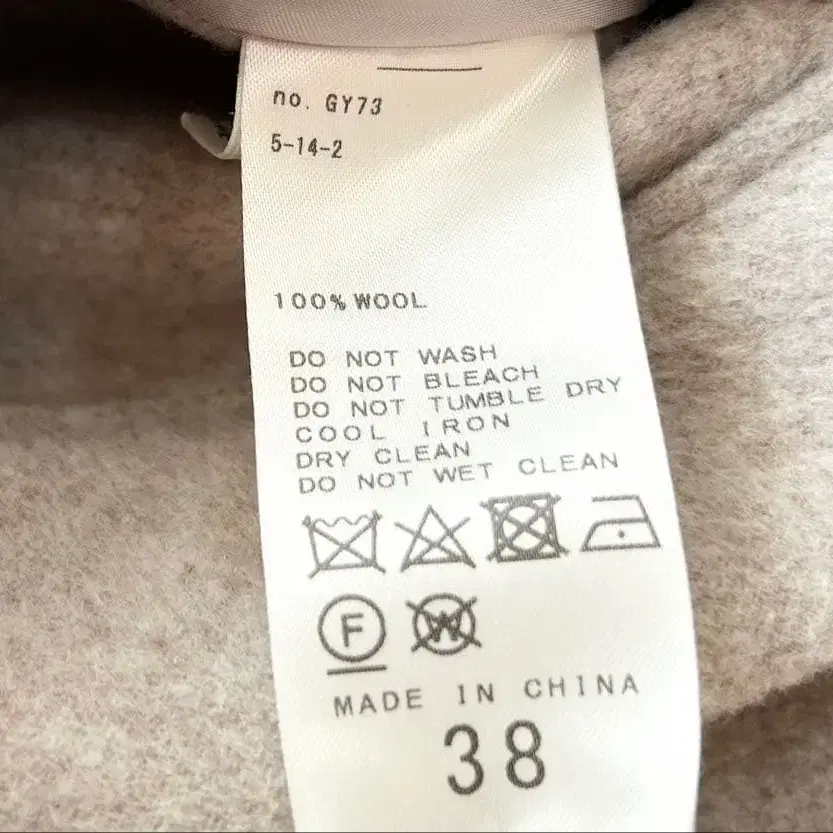 no. GY73
5-14-2
100% WOOL
DO NOT WASH
DO NOT BLEACH
DO NOT TUMBLE DRY
COOL IRON
DRY CLEAN
DO NOT WET CLEAN
F W
MADE IN CHINA
38